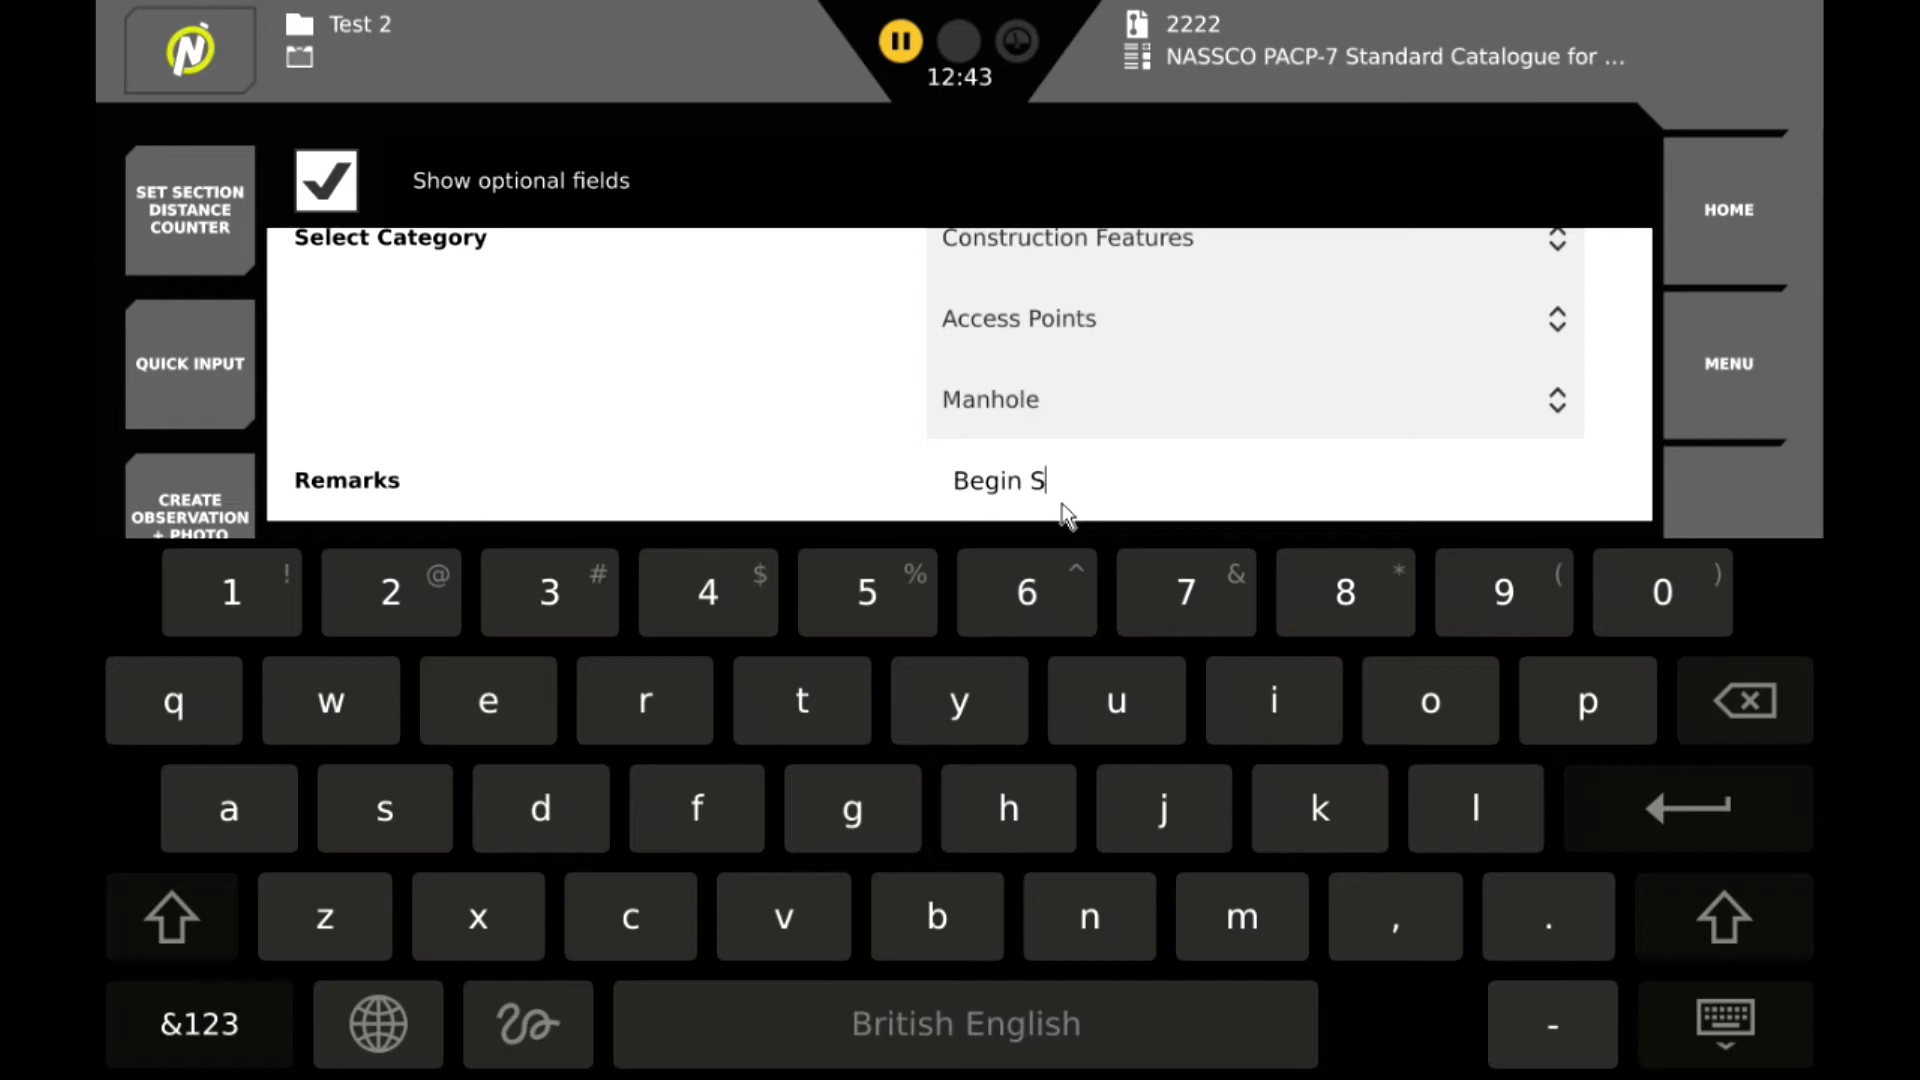 Test 2
12:43
2222
NASSCO PACP-7 Standard Catalogue for ...
SET SECTION
DISTANCE
COUNTER
Show optional fields
HOME
Select Category
Construction Features
Access Points
QUICK INPUT
MENU
Manhole
Remarks
Begin S
CREATE
OBSERVATION
+ PHOTO
1 ! 2 @ 3 # 4 $ 5 % 6 ^ 7 & 8 * 9 ( 0 )
q w e r t y u i o p
a s d f g h j k l
z x c v b n m , .
&123 British English -